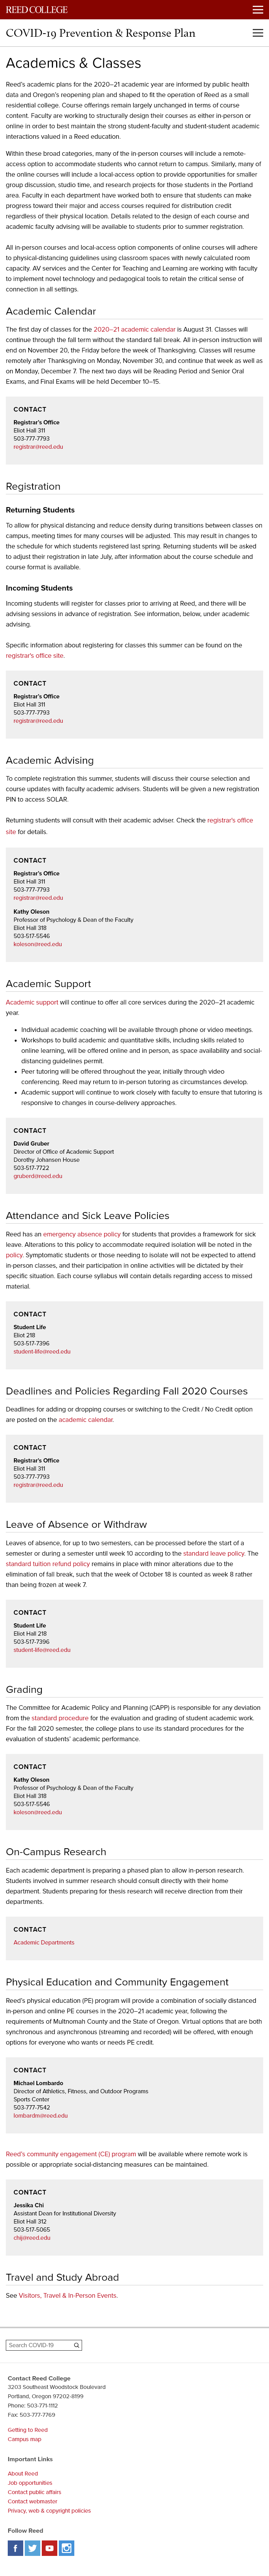 REED COLLEGE
COVID-19 Prevention & Response Plan
Academics & Classes
Reed's academic plans for the 2020–21 academic year are informed by public health
data and Oregon's reopening plan and shaped to the context of Reed as a small
residential college. Course offerings remain largely unchanged in terms of course
content. Faculty are working to structurally design their courses as either in-person or
online in order to best maintain the strong student-faculty and student-student academic
interactions valued in a Reed education.
Within these broad categories, many of the in-person courses will include a remote-
access option to accommodate students who cannot return to campus. Similarly, many of
the online courses will include a local-access option to provide opportunities for smaller
group discussion, studio time, and research projects for those students in the Portland
area. Faculty in each department have worked both to ensure that students can make
progress toward their major and access courses required for distribution credit
regardless of their physical location. Details related to the design of each course and
academic faculty advising will be available to students prior to summer registration.
All in-person courses and local-access option components of online courses will adhere
to physical-distancing guidelines using classroom spaces with newly calculated room
capacity. AV services and the Center for Teaching and Learning are working with faculty
to implement novel technology and pedagogical tools to retain the critical sense of
interaction in all settings.
Academic Calendar
The first day of classes for the 2020–21 academic calendar is August 31. Classes will
continue through the fall term without the standard fall break. All in-person instruction will
end on November 20, the Friday before the week of Thanksgiving. Classes will resume
remotely after Thanksgiving on Monday, November 30, and continue that week as well as
on Monday, December 7. The next two days will be Reading Period and Senior Oral
Exams, and Final Exams will be held December 10–15.
CONTACT
Registrar's Office
Eliot Hall 311
503-777-7793
registrar@reed.edu
Registration
Returning Students
To allow for physical distancing and reduce density during transitions between classes on
campus, meeting times for many courses will be adjusted. This may result in changes to
the schedule for which students registered last spring. Returning students will be asked
to adjust their registration in late July, after information about the course schedule and
course format is available.
Incoming Students
Incoming students will register for classes prior to arriving at Reed, and there will be
advising sessions in advance of registration. See information, below, under academic
advising.
Specific information about registering for classes this summer can be found on the
registrar's office site.
CONTACT
Registrar's Office
Eliot Hall 311
503-777-7793
registrar@reed.edu
Academic Advising
To complete registration this summer, students will discuss their course selection and
course updates with faculty academic advisers. Students will be given a new registration
PIN to access SOLAR.
Returning students will consult with their academic adviser. Check the registrar's office
site for details.
CONTACT
Registrar's Office
Eliot Hall 311
503-777-7793
registrar@reed.edu
Kathy Oleson
Professor of Psychology & Dean of the Faculty
Eliot Hall 318
503-517-5546
koleson@reed.edu
Academic Support
Academic support will continue to offer all core services during the 2020–21 academic
year.
• Individual academic coaching will be available through phone or video meetings.
• Workshops to build academic and quantitative skills, including skills related to
online learning, will be offered online and in person, as space availability and social-
distancing guidelines permit.
• Peer tutoring will be offered throughout the year, initially through video
conferencing. Reed may return to in-person tutoring as circumstances develop.
• Academic support will continue to work closely with faculty to ensure that tutoring is
responsive to changes in course-delivery approaches.
CONTACT
David Gruber
Director of Office of Academic Support
Dorothy Johansen House
503-517-7722
gruberd@reed.edu
Attendance and Sick Leave Policies
Reed has an emergency absence policy for students that provides a framework for sick
leave. Alterations to this policy to accommodate required isolation will be noted in the
policy. Symptomatic students or those needing to isolate will not be expected to attend
in-person classes, and their participation in online activities will be dictated by their
specific situation. Each course syllabus will contain details regarding access to missed
material.
CONTACT
Student Life
Eliot 218
503-517-7396
student-life@reed.edu
Deadlines and Policies Regarding Fall 2020 Courses
Deadlines for adding or dropping courses or switching to the Credit / No Credit option
are posted on the academic calendar.
CONTACT
Registrar's Office
Eliot Hall 311
503-777-7793
registrar@reed.edu
Leave of Absence or Withdraw
Leaves of absence, for up to two semesters, can be processed before the start of a
semester or during a semester until week 10 according to the standard leave policy. The
standard tuition refund policy remains in place with minor alterations due to the
elimination of fall break, such that the week of October 18 is counted as week 8 rather
than being frozen at week 7.
CONTACT
Student Life
Eliot Hall 218
503-517-7396
student-life@reed.edu
Grading
The Committee for Academic Policy and Planning (CAPP) is responsible for any deviation
from the standard procedure for the evaluation and grading of student academic work.
For the fall 2020 semester, the college plans to use its standard procedures for the
evaluation of students' academic performance.
CONTACT
Kathy Oleson
Professor of Psychology & Dean of the Faculty
Eliot Hall 318
503-517-5546
koleson@reed.edu
On-Campus Research
Each academic department is preparing a phased plan to allow in-person research.
Students involved in summer research should consult directly with their home
department. Students preparing for thesis research will receive direction from their
departments.
CONTACT
Academic Departments
Physical Education and Community Engagement
Reed's physical education (PE) program will provide a combination of socially distanced
in-person and online PE courses in the 2020–21 academic year, following the
requirements of Multnomah County and the State of Oregon. Virtual options that are both
synchronous and asynchronous (streaming and recorded) will be offered, with enough
options for everyone who wants or needs PE credit.
CONTACT
Michael Lombardo
Director of Athletics, Fitness, and Outdoor Programs
Sports Center
503-777-7542
lombardm@reed.edu
Reed's community engagement (CE) program will be available where remote work is
possible or appropriate social-distancing measures can be maintained.
CONTACT
Jessika Chi
Assistant Dean for Institutional Diversity
Eliot Hall 312
503-517-5065
chij@reed.edu
Travel and Study Abroad
See Visitors, Travel & In-Person Events.
Search COVID-19
Contact Reed College
3203 Southeast Woodstock Boulevard
Portland, Oregon 97202-8199
Phone: 503-771-1112
Fax: 503-777-7769
Getting to Reed
Campus map
Important Links
About Reed
Job opportunities
Contact public affairs
Contact webmaster
Privacy, web & copyright policies
Follow Reed